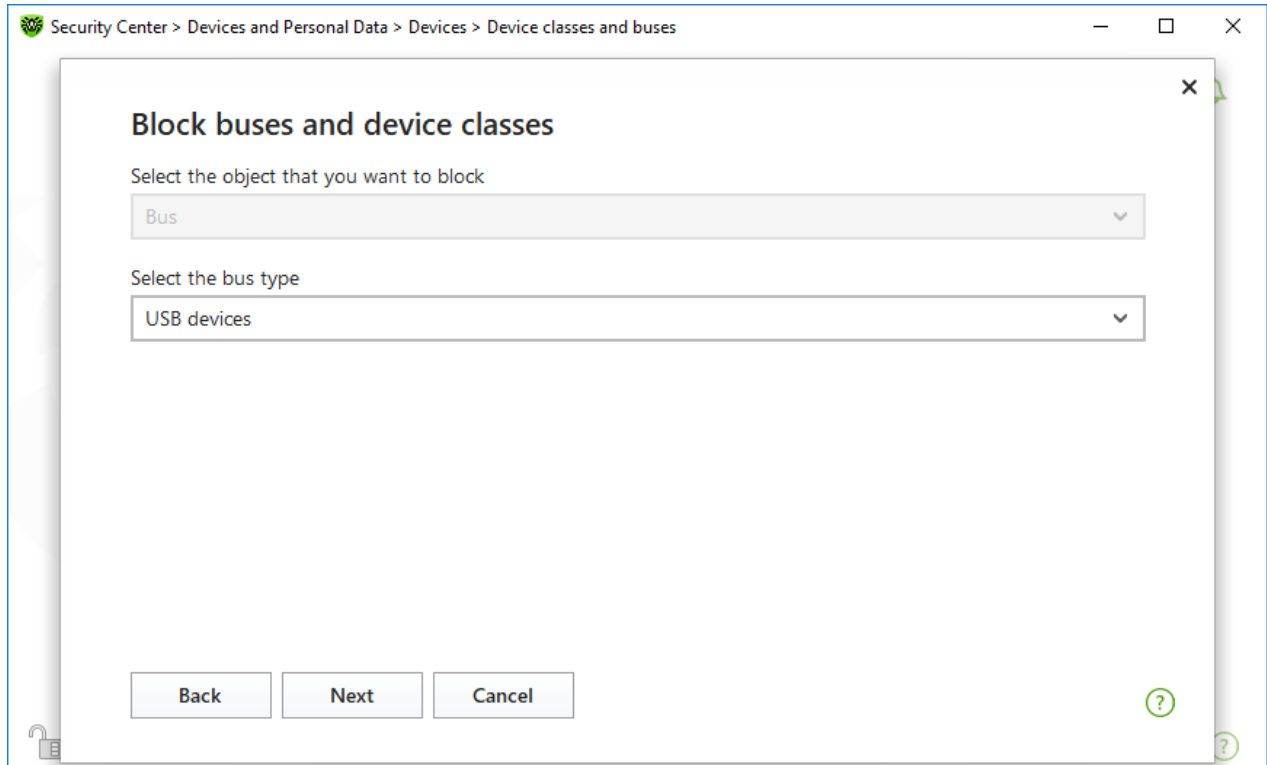 Security Center > Devices and Personal Data > Devices > Device classes and buses
Block buses and device classes
Select the object that you want to block
Bus
Select the bus type
USB devices
Back Next Cancel
?
?